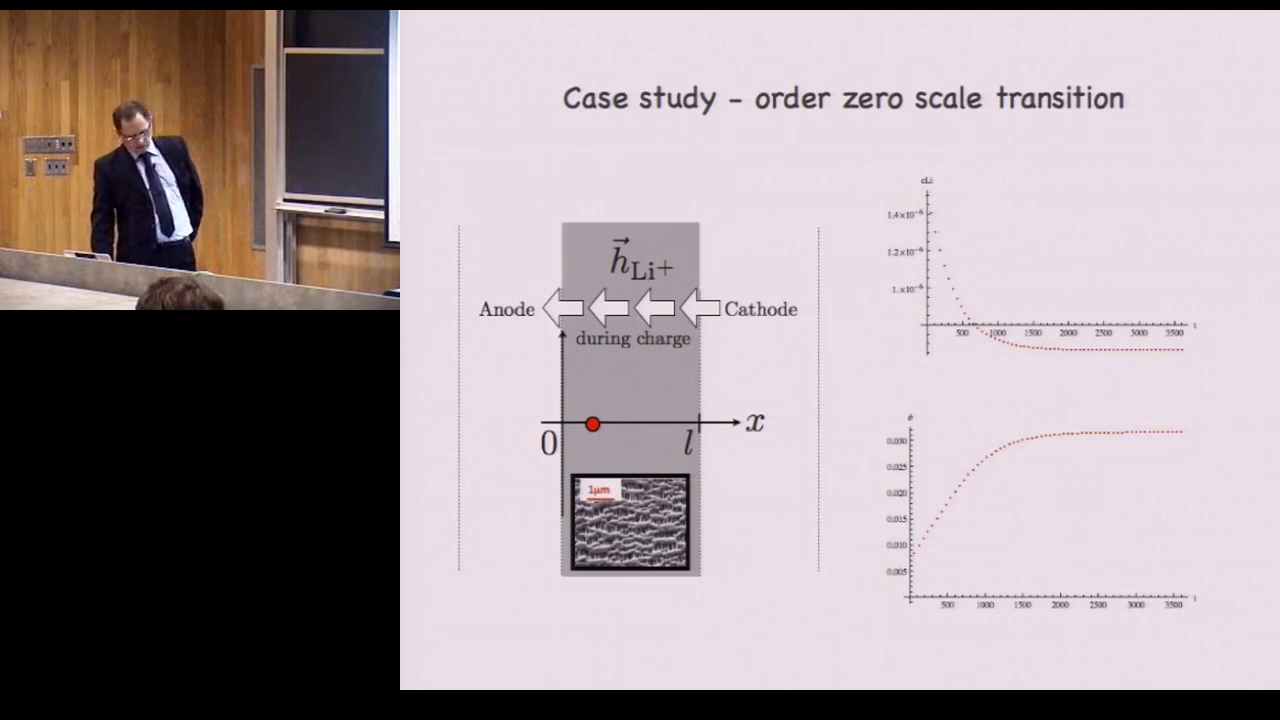 Case study - order zero scale transition
h⃗Li+
Anode
Cathode
during charge
0
l
x
1µm
cLi
1.4×10⁻⁶
1.2×10⁻⁶
1.×10⁻⁶
500 1000 1500 2000 2500 3000 3500 t
ϕ
0.030
0.025
0.020
0.015
0.010
0.005
500 1000 1500 2000 2500 3000 3500 t